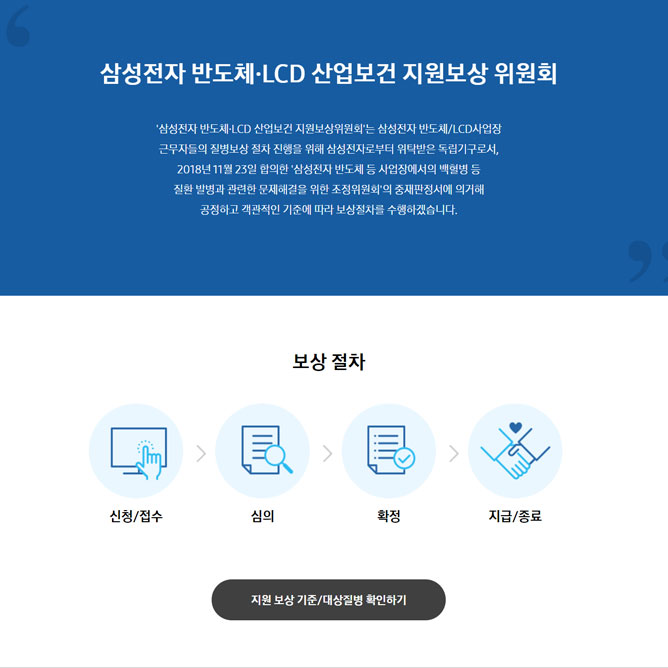 삼성전자 반도체·LCD 산업보건 지원보상 위원회
'삼성전자 반도체·LCD 산업보건 지원보상위원회'는 삼성전자 반도체/LCD사업장
근무자들의 질병보상 절차 진행을 위해 삼성전자로부터 위탁받은 독립기구로서,
2018년 11월 23일 합의한 '삼성전자 반도체 등 사업장에서의 백혈병 등
질환 발병과 관련한 문제해결을 위한 조정위원회'의 중재판정서에 의거해
공정하고 객관적인 기준에 따라 보상절차를 수행하겠습니다.
보상 절차
신청/접수
심의
확정
지급/종료
지원 보상 기준/대상질병 확인하기